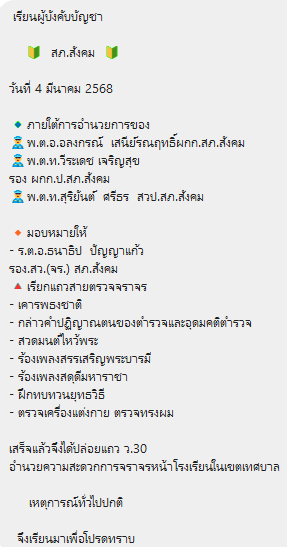 เรียนผู้บังคับบัญชา
🔰 สภ.สังคม 🔰
วันที่ 4 มีนาคม 2568
🔹ภายใต้การอำนวยการของ
👮พ.ต.อ.อลงกรณ์ เสนีย์รณฤทธิ์ผกก.สภ.สังคม
👮พ.ต.ท.วีระเดช เจริญสุข
รอง ผกก.ป.สภ.สังคม
👮พ.ต.ท.สุริยันต์ ศรีธร สวป.สภ.สังคม
🔸มอบหมายให้
- ร.ต.อ.ธนาธิป ปัญญาแก้ว
รอง.สว.(จร.) สภ.สังคม
🔺เรียกแถวสายตรวจจราจร
- เคารพธงชาติ
- กล่าวคำปฏิญาณตนของตำรวจและอุดมคติตำรวจ
- สวดมนต์ไหว้พระ
- ร้องเพลงสรรเสริญพระบารมี
- ร้องเพลงสดุดีมหาราชา
- ฝึกทบทวนยุทธวิธี
- ตรวจเครื่องแต่งกาย ตรวจทรงผม
เสร็จแล้วจึงได้ปล่อยแถว ว.30
อำนวยความสะดวกการจราจรหน้าโรงเรียนในเขตเทศบาล
เหตุการณ์ทั่วไปปกติ
จึงเรียนมาเพื่อโปรดทราบ